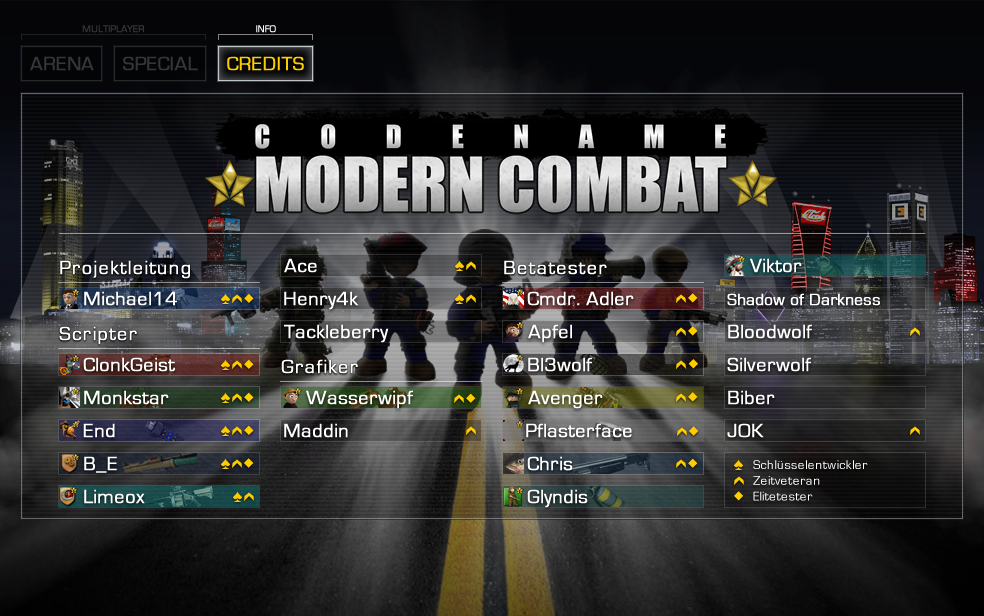 MULTIPLAYER
INFO
ARENA
SPECIAL
CREDITS
CODENAME
MODERN COMBAT
Projektleitung
Michael14
Scripter
ClonkGeist
Monkstar
End
B_E
Limeox
Ace
Henry4k
Tackleberry
Grafiker
Wasserwipf
Maddin
Betatester
Cmdr. Adler
Apfel
Bl3wolf
Avenger
Pflasterface
Chris
Glyndis
Viktor
Shadow of Darkness
Bloodwolf
Silverwolf
Biber
JOK
Schlüsselentwickler
Zeitveteran
Elitetester